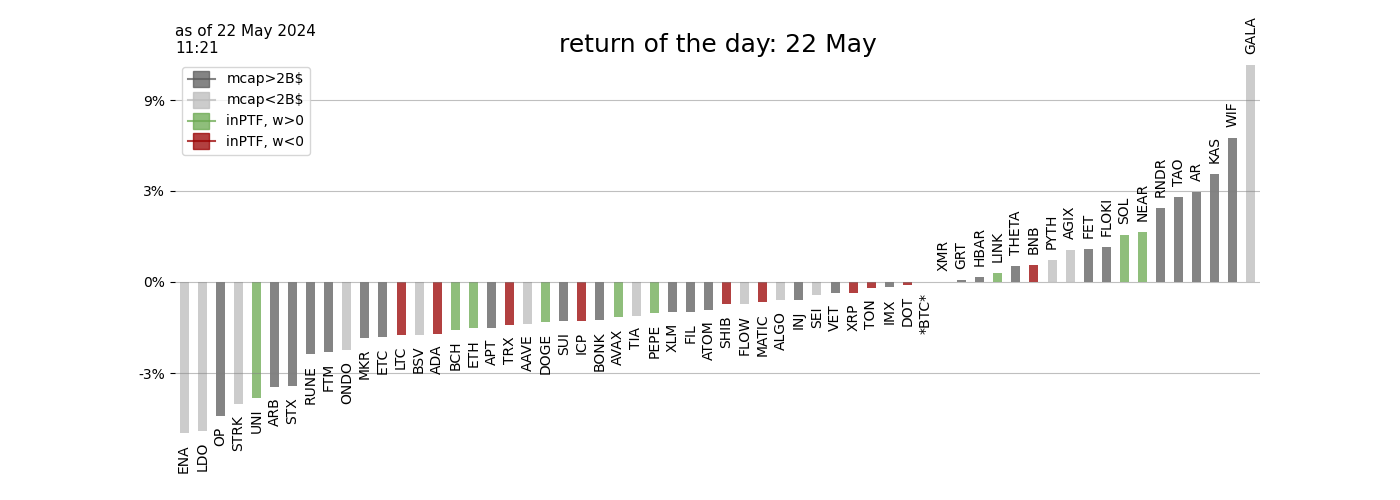 as of 22 May 2024
11:21
return of the day: 22 May
mcap>2B$
mcap<2B$
inPTF, w>0
inPTF, w<0
9%
3%
0%
-3%
ENA
LDO
OP
STRK
UNI
ARB
STX
RUNE
FTM
ONDO
MKR
ETC
LTC
BSV
ADA
BCH
ETH
APT
TRX
AAVE
DOGE
SUI
ICP
BONK
AVAX
TIA
PEPE
XLM
FIL
ATOM
SHIB
FLOW
MATIC
ALGO
INJ
SEI
VET
XRP
TON
IMX
DOT
*BTC*
XMR
GRT
HBAR
LINK
THETA
BNB
PYTH
AGIX
FET
FLOKI
SOL
NEAR
RNDR
TAO
AR
KAS
WIF
GALA